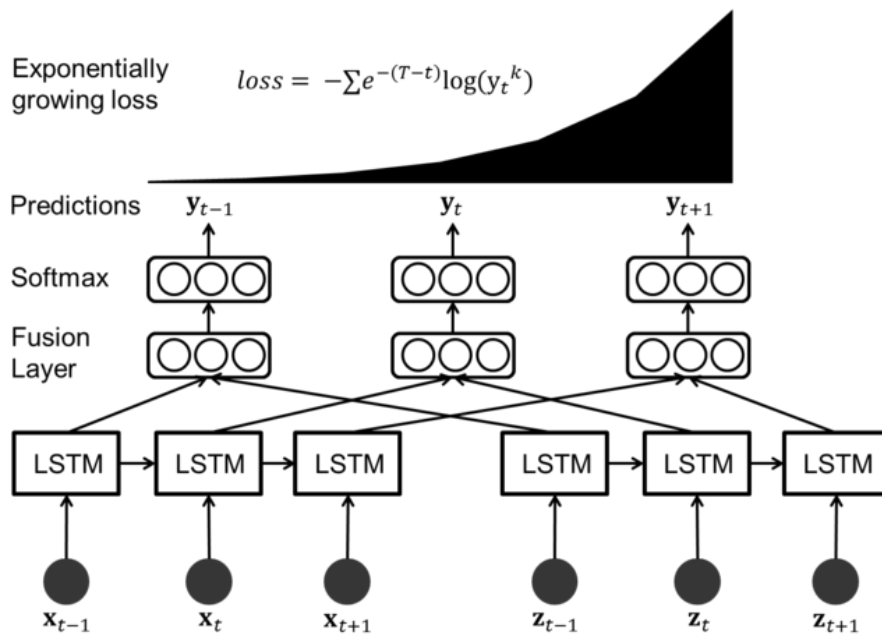 Exponentially
growing loss
loss = −∑e^{−(T−t)}log(y_t^k)
Predictions
y_{t−1}
y_t
y_{t+1}
Softmax
Fusion
Layer
LSTM LSTM LSTM LSTM LSTM LSTM
x_{t−1} x_t x_{t+1} z_{t−1} z_t z_{t+1}